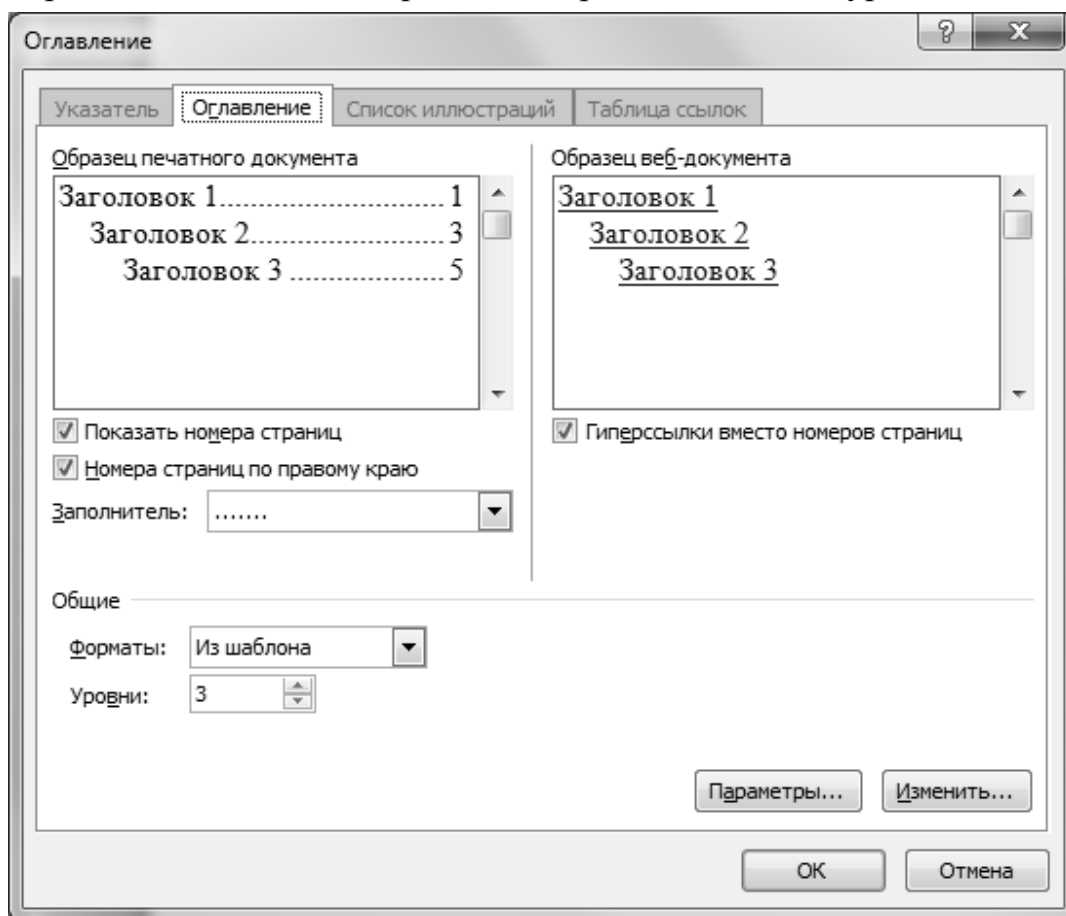 Оглавление
Указатель Оглавление Список иллюстраций Таблица ссылок
Образец печатного документа
Заголовок 1............................ 1
Заголовок 2........................ 3
Заголовок 3 ................... 5
Образец веб-документа
Заголовок 1
Заголовок 2
Заголовок 3
Показать номера страниц
Номера страниц по правому краю
Заполнитель: .......
Гиперссылки вместо номеров страниц
Общие
Форматы: Из шаблона
Уровни: 3
Параметры... Изменить...
ОК Отмена